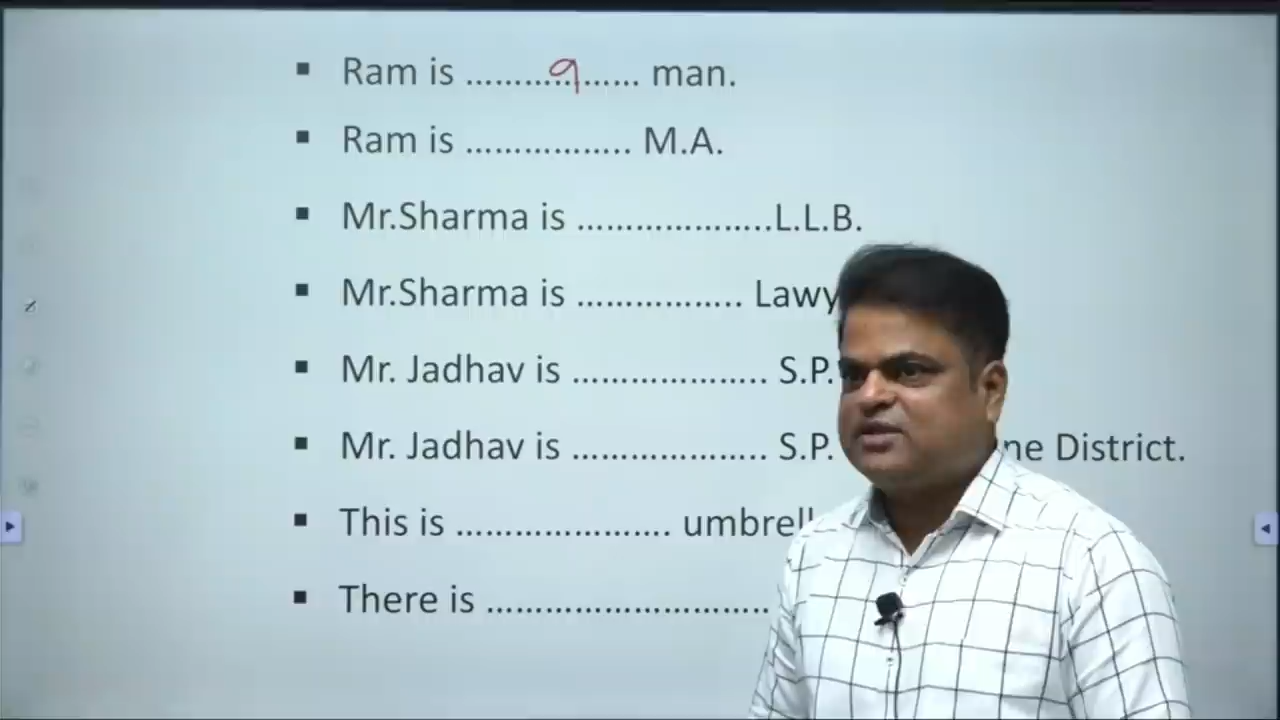 ▪ Ram is ............a...... man.
▪ Ram is ................. M.A.
▪ Mr.Sharma is ....................L.L.B.
▪ Mr.Sharma is .................
▪ Mr. Jadhav is .................... S.P.
▪ Mr. Jadhav is .................... S.P. District.
▪ This is ......................
▪ There is .............................